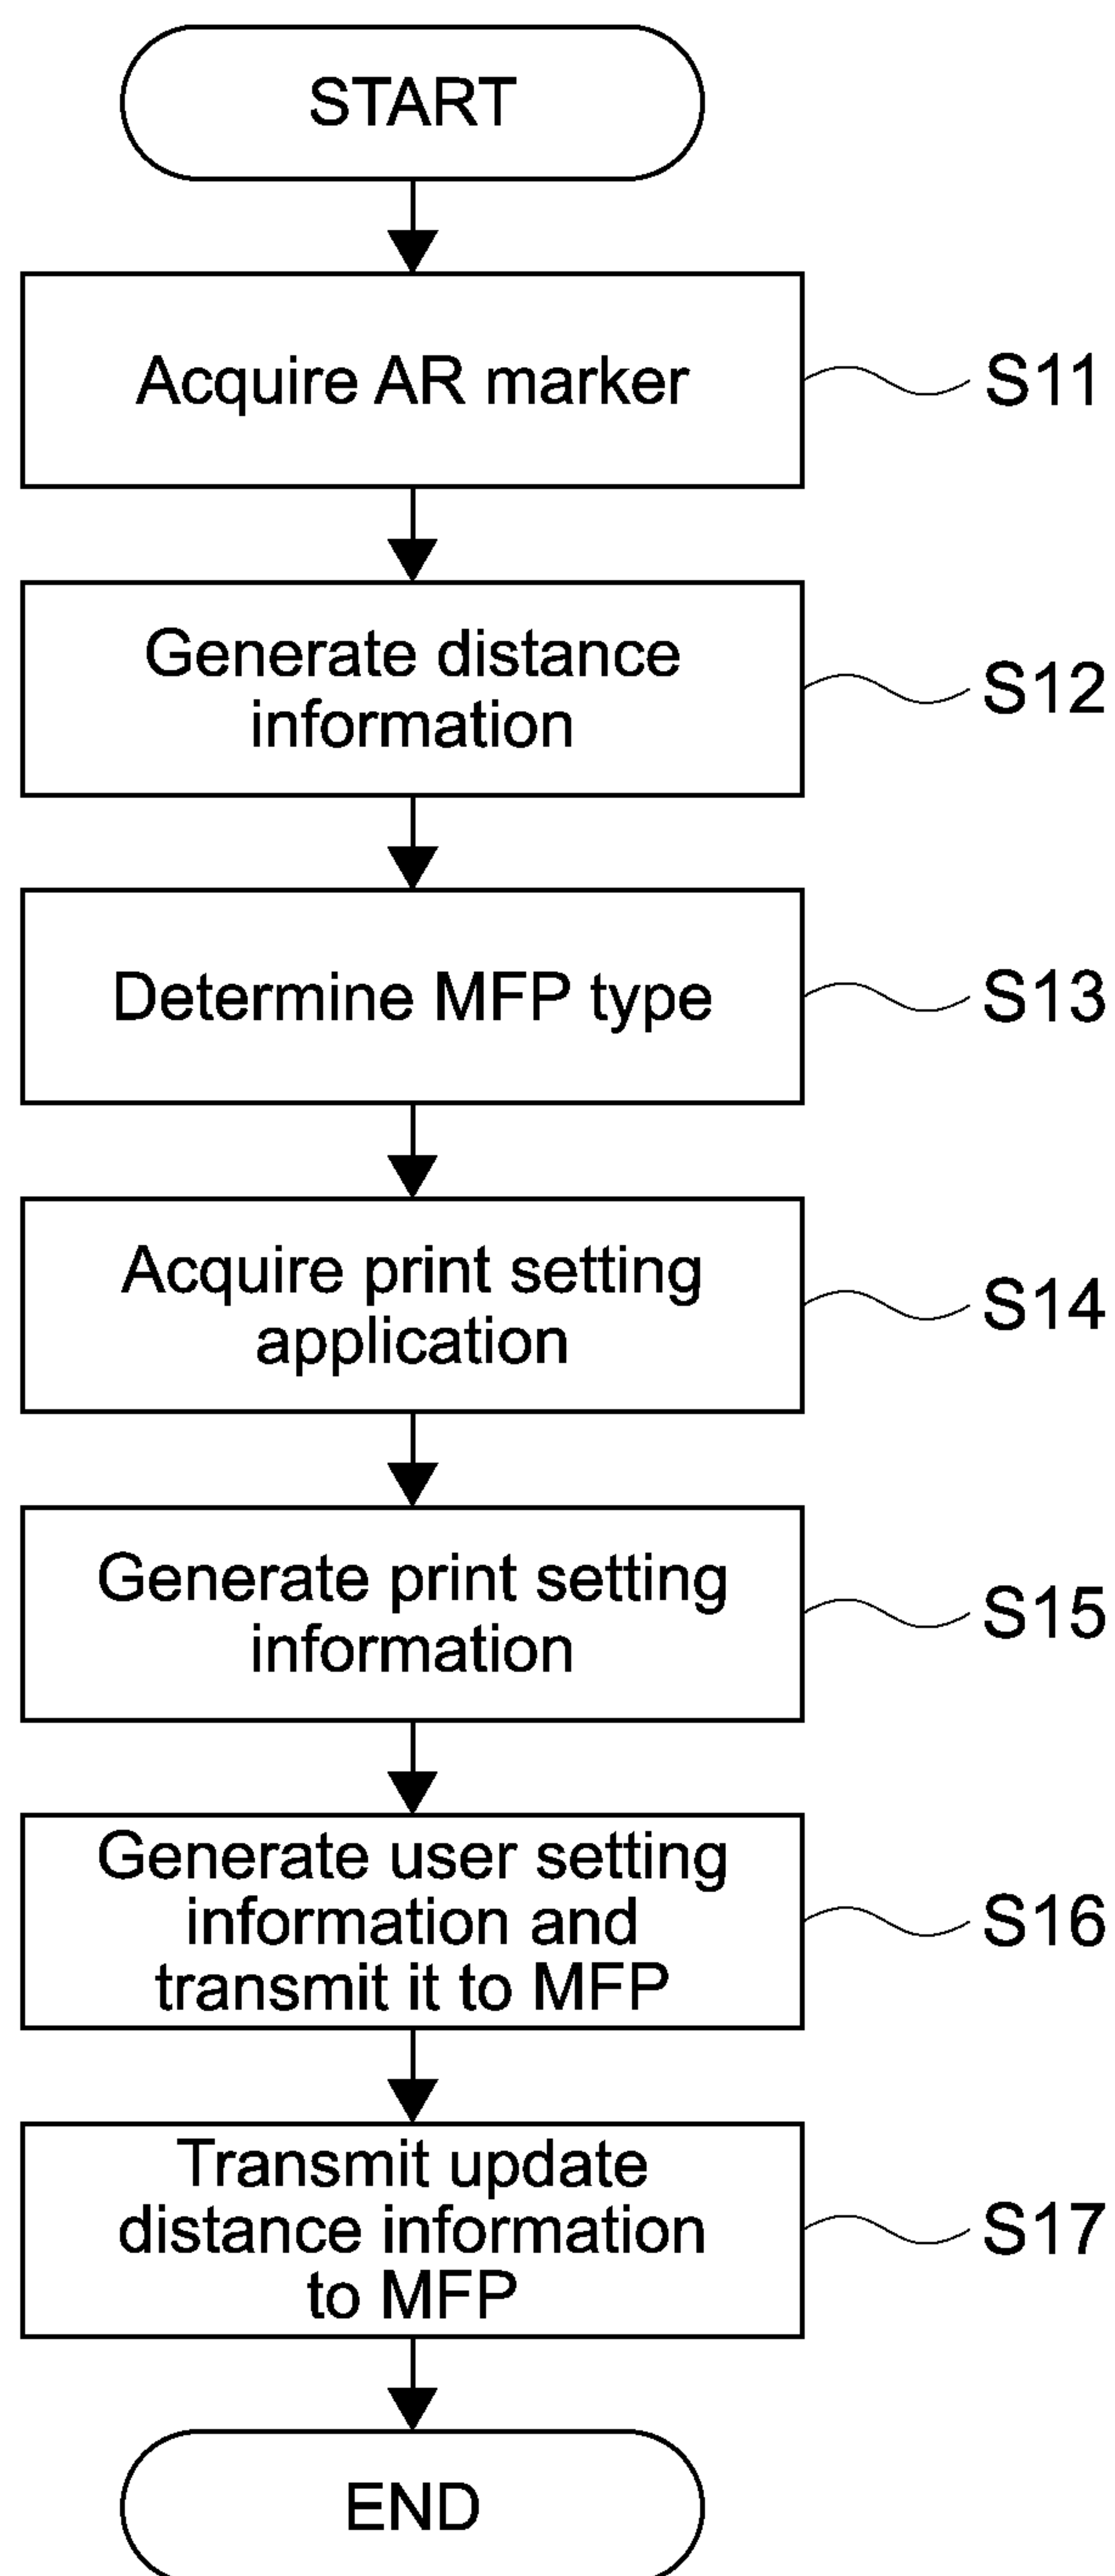 START
Acquire AR marker
S11
Generate distance
information
S12
Determine MFP type
S13
Acquire print setting
application
S14
Generate print setting
information
S15
Generate user setting
information and
transmit it to MFP
S16
Transmit update
distance information
to MFP
S17
END